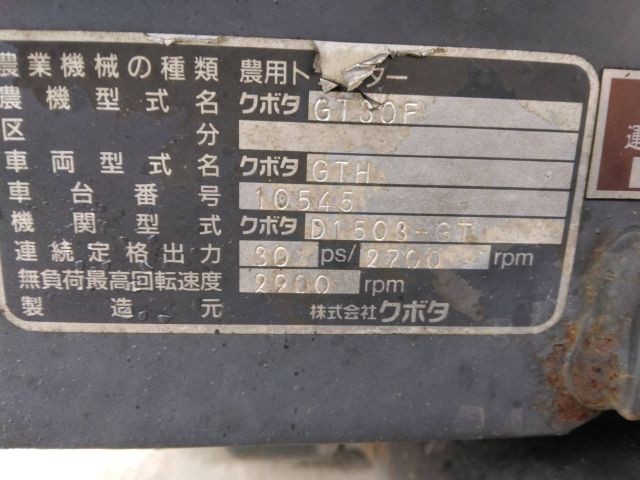 農業機械の種類 農用トクター
農機型式名 クボタ GT30F
区分
車両型式名 クボタ GTH
車台番号 10545
機関型式 クボタ D1503-GT
連続定格出力 30 ps/2700 rpm
無負荷最高回転速度 2900 rpm
製造元 株式会社クボタ
運